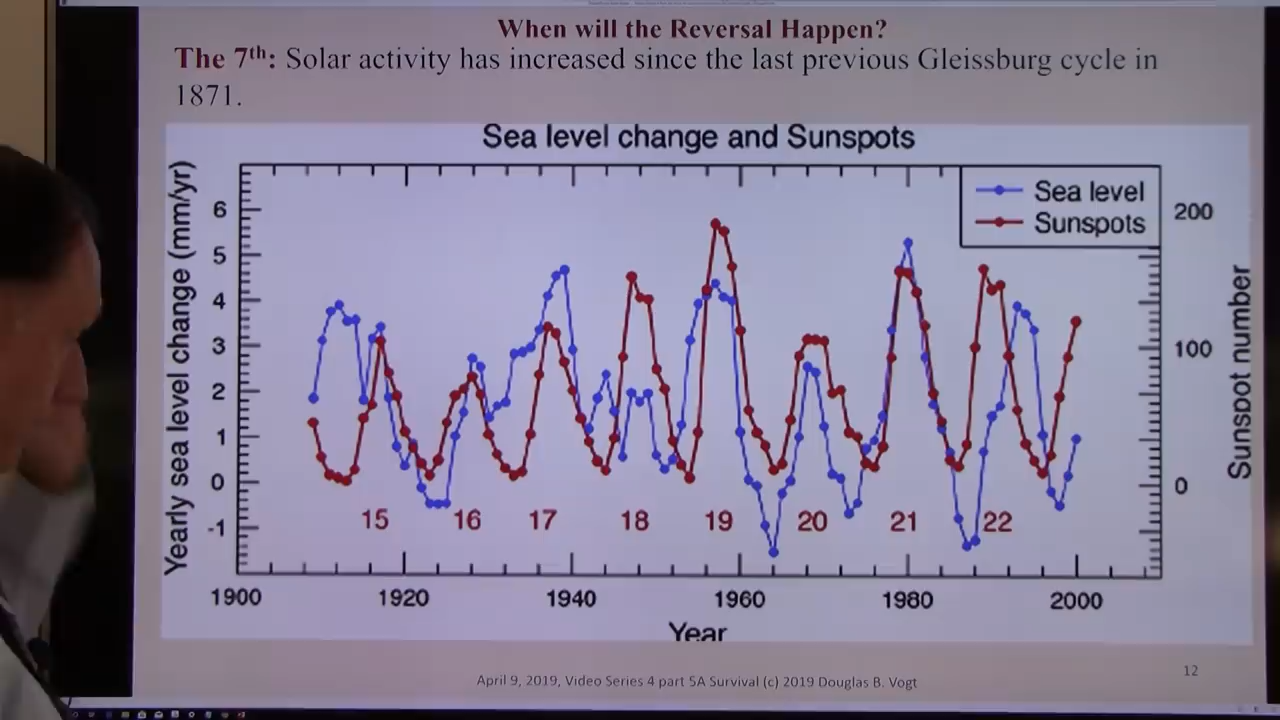 When will the Reversal Happen?
The 7th: Solar activity has increased since the last previous Gleissburg cycle in
1871.
Sea level change and Sunspots
Sea level
Sunspots
Yearly sea level change (mm/yr)
6
5
4
3
2
1
0
-1
200
100
0
Sunspot number
15 16 17 18 19 20 21 22
1900 1920 1940 1960 1980 2000
Year
April 9, 2019, Video Series 4 part 5A Survival (c) 2019 Douglas B. Vogt
12